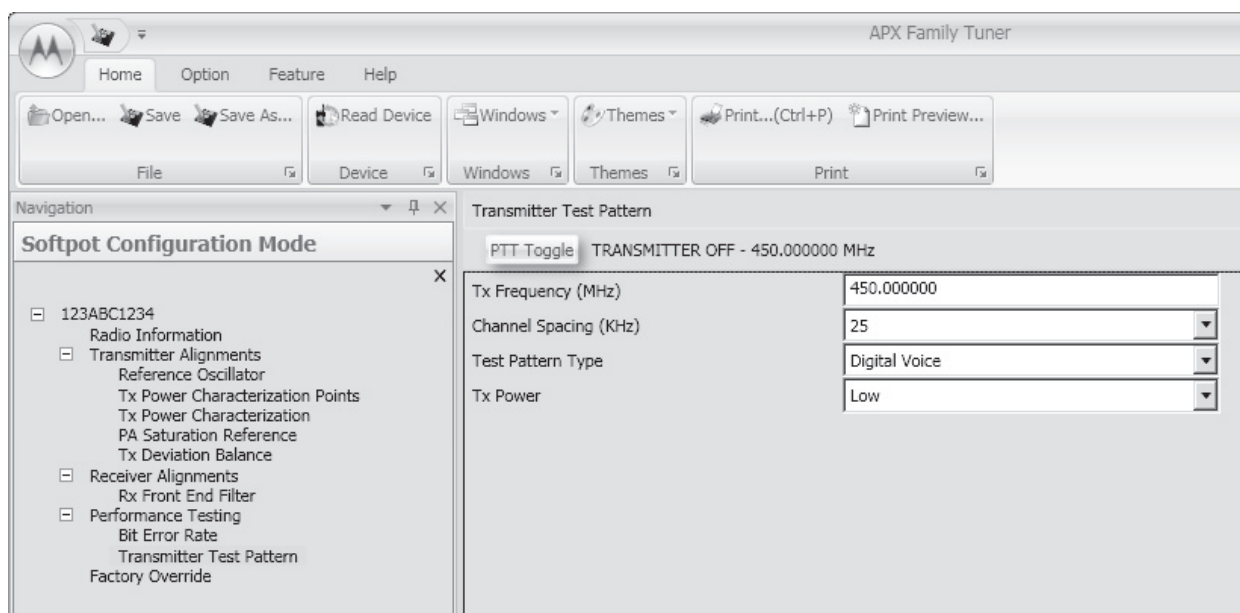 APX Family Tuner
Home Option Feature Help
Open... Save Save As... Read Device Windows Themes Print...(Ctrl+P) Print Preview...
File Device Windows Themes Print
Navigation
Softpot Configuration Mode
123ABC1234
Radio Information
Transmitter Alignments
Reference Oscillator
Tx Power Characterization Points
Tx Power Characterization
PA Saturation Reference
Tx Deviation Balance
Receiver Alignments
Rx Front End Filter
Performance Testing
Bit Error Rate
Transmitter Test Pattern
Factory Override
Transmitter Test Pattern
PTT Toggle TRANSMITTER OFF - 450.000000 MHz
Tx Frequency (MHz) 450.000000
Channel Spacing (KHz) 25
Test Pattern Type Digital Voice
Tx Power Low